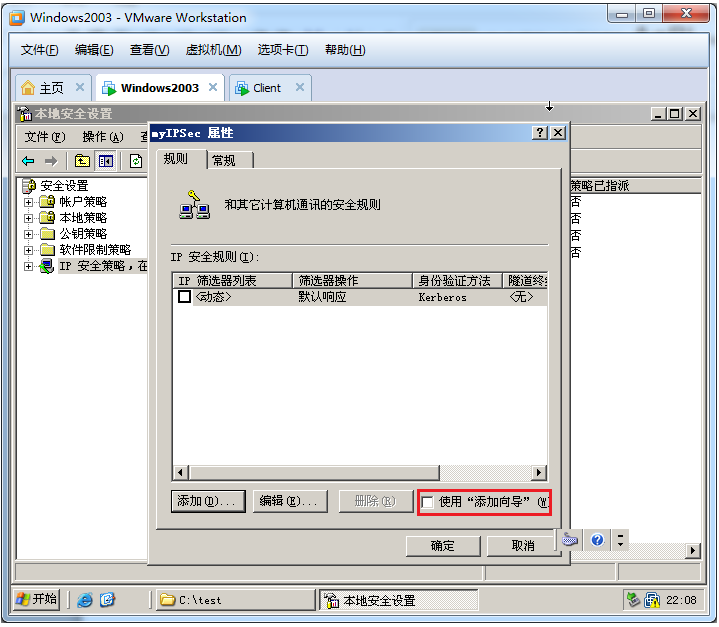 Windows2003 - VMware Workstation
文件(F) 编辑(E) 查看(V) 虚拟机(M) 选项卡(T) 帮助(H)
主页 Windows2003 Client
本地安全设置
文件(F) 操作(A)
安全设置
帐户策略
本地策略
公钥策略
软件限制策略
IP 安全策略，在
策略已指派
否
否
否
否
myIPSec 属性
规则 常规
和其它计算机通讯的安全规则
IP 安全规则(I):
IP 筛选器列表 筛选器操作 身份验证方法 隧道终
<动态> 默认响应 Kerberos <无>
添加(D)... 编辑(E)... 删除(R) 使用“添加向导” (W)
确定 取消
开始 C:\test 本地安全设置 22:08